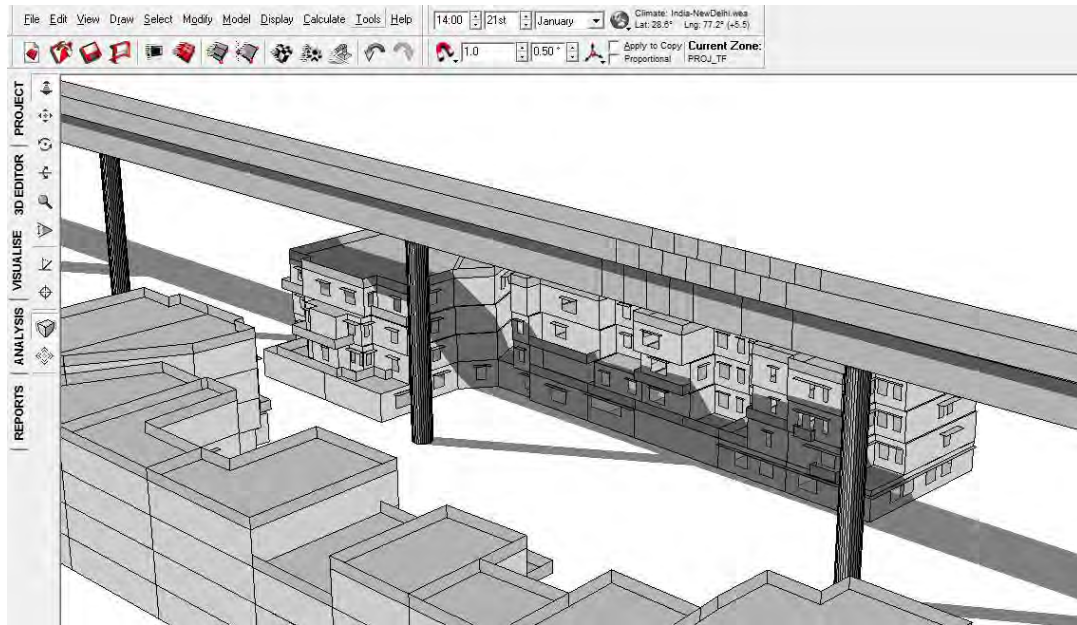 File Edit View Draw Select Modify Model Display Calculate Tools Help
14:00 21st January Climate: India-NewDelhi.wea
Lat: 28.6° Lng: 77.2° (+5.5)
1.0 0.50 ° Apply to Copy Current Zone:
Proportional PROJ_TF
PROJECT
3D EDITOR
VISUALISE
ANALYSIS
REPORTS